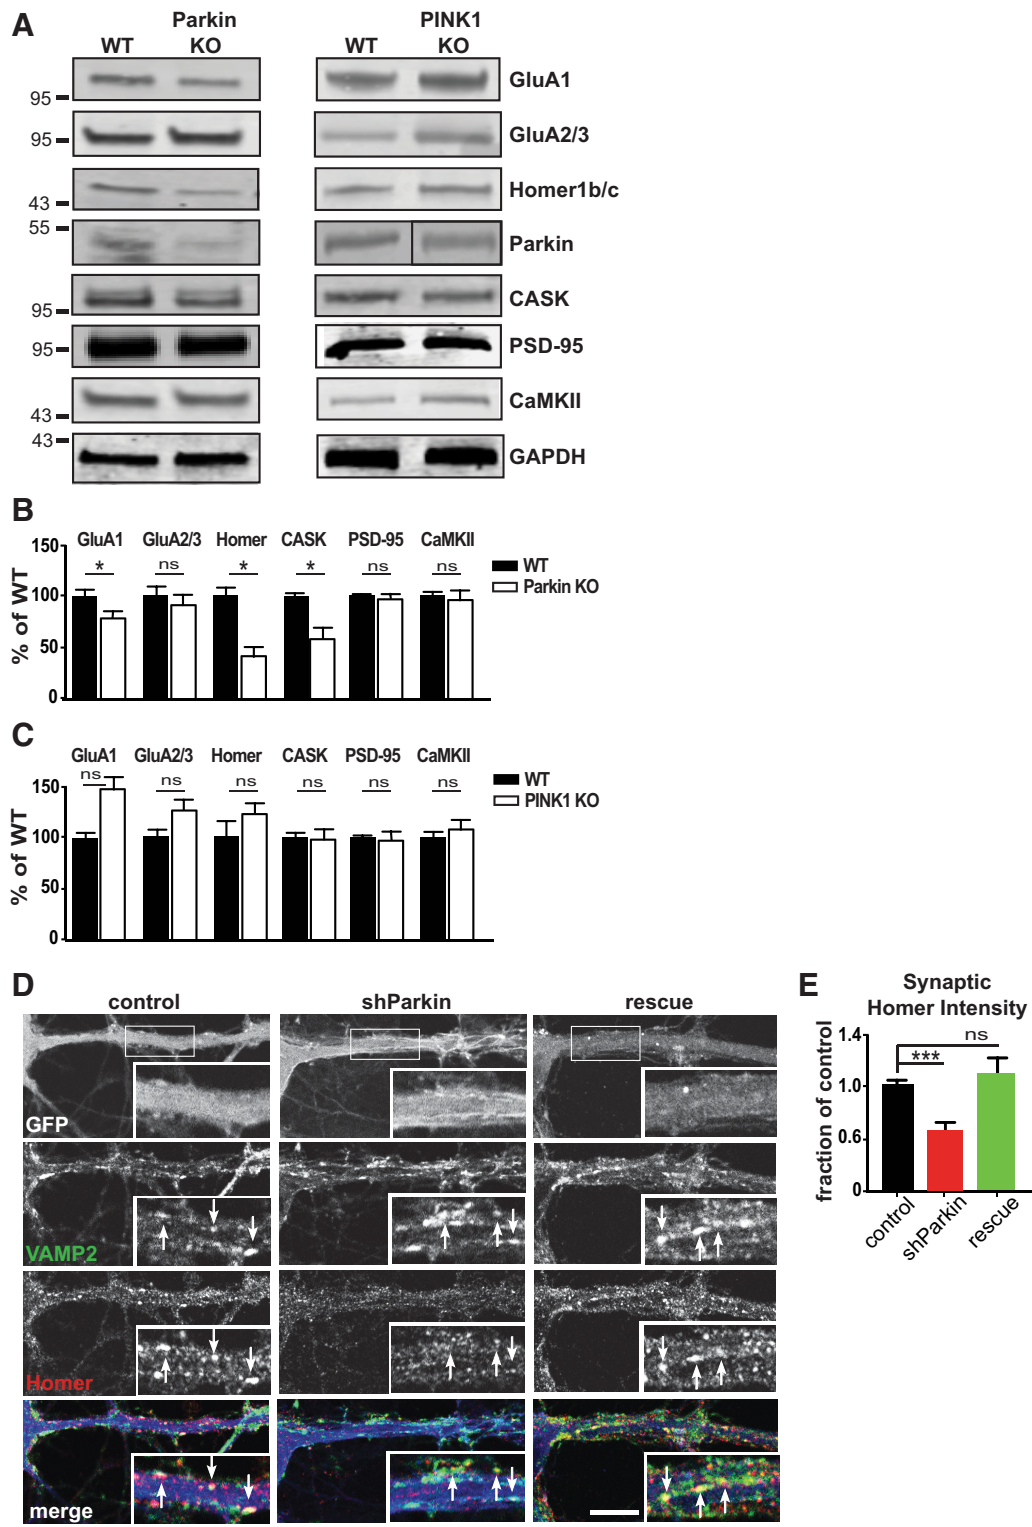 A
Parkin
WT KO
PINK1
WT KO
95
GluA1
95
GluA2/3
43
Homer1b/c
55
Parkin
95
CASK
95
PSD-95
43
CaMKII
43
GAPDH
B
% of WT
150
100
50
0
GluA1 GluA2/3 Homer CASK PSD-95 CaMKII
* ns * * ns ns
WT
Parkin KO
C
% of WT
150
100
50
0
GluA1 GluA2/3 Homer CASK PSD-95 CaMKII
ns ns ns ns ns ns
WT
PINK1 KO
D
control shParkin rescue
GFP
VAMP2
Homer
merge
E
Synaptic
Homer Intensity
fraction of control
1.4
1.0
0.6
0
ns
***
control
shParkin
rescue